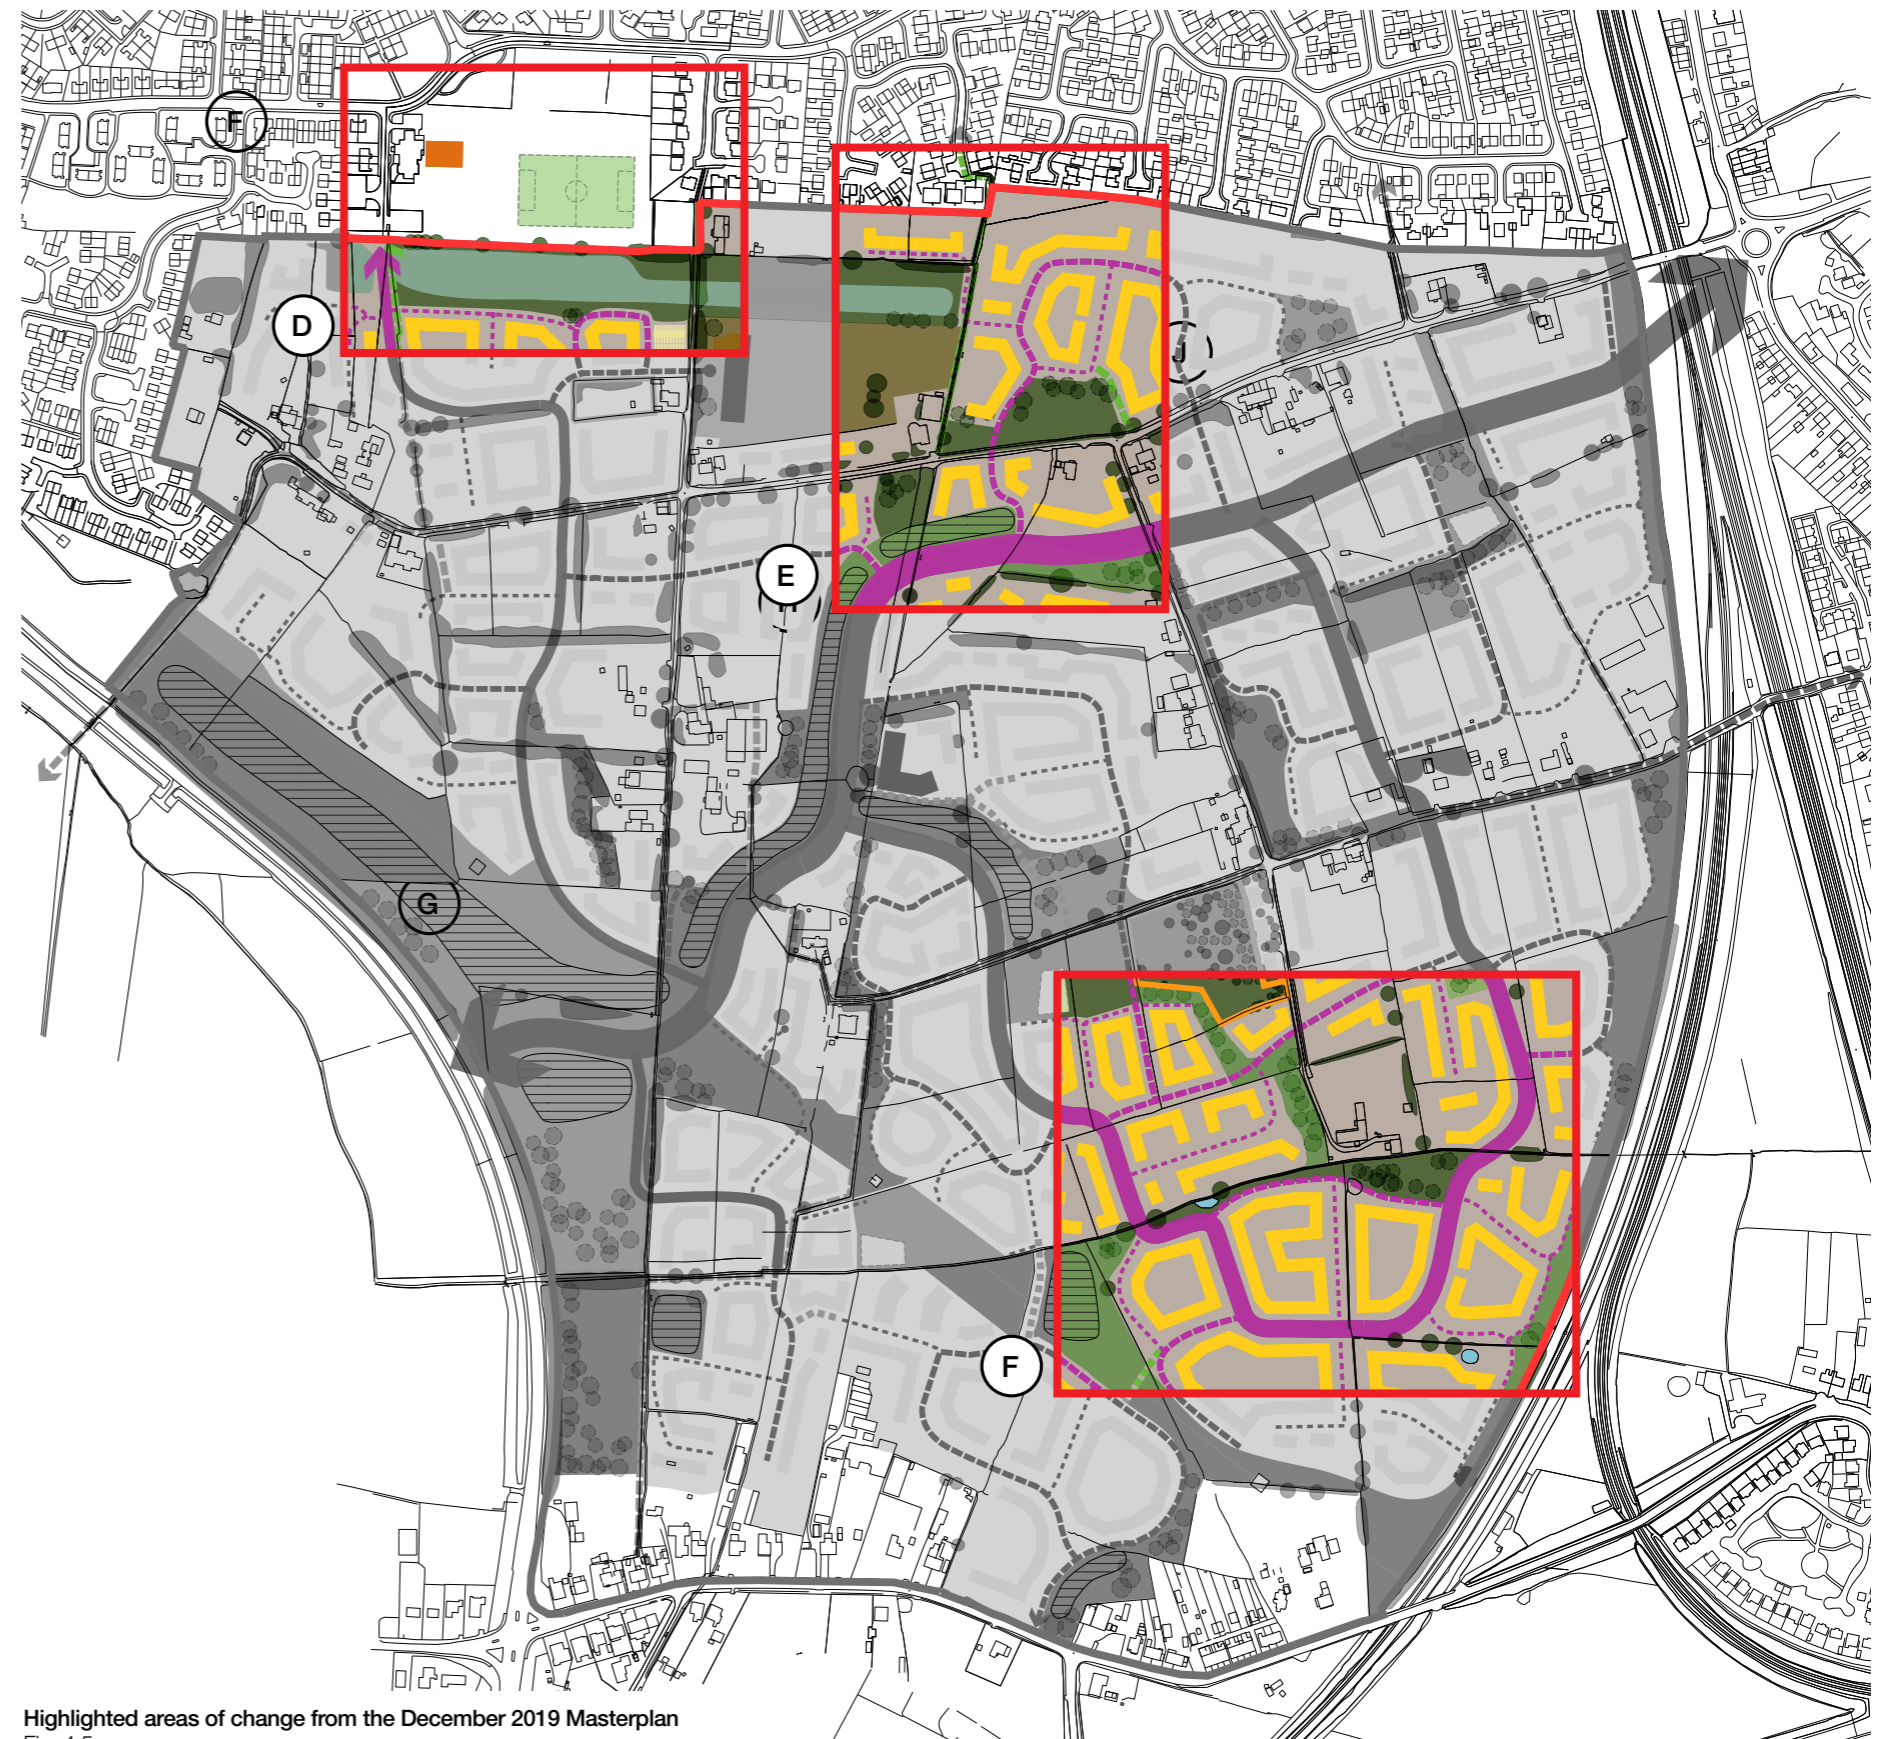 F
D
J
E
G
F
Highlighted areas of change from the December 2019 Masterplan